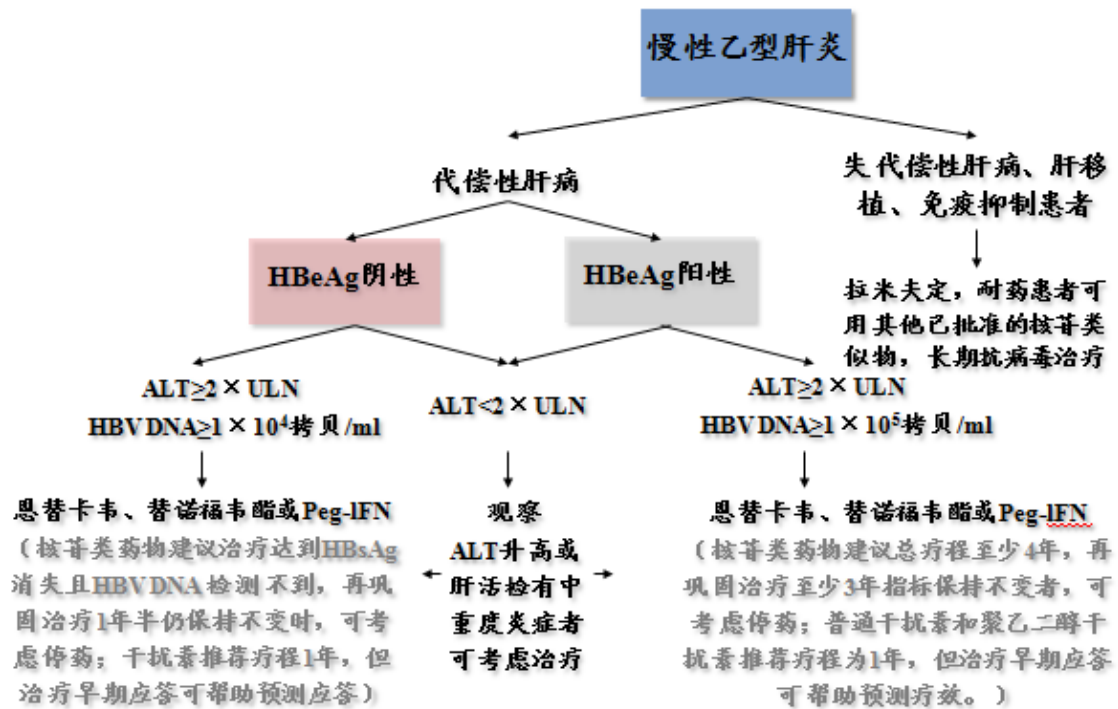 慢性乙型肝炎
代偿性肝病
失代偿性肝病、肝移
植、免疫抑制患者
HBeAg阴性
HBeAg阳性
拉米夫定，耐药患者可
用其他已批准的核苷类
似物，长期抗病毒治疗
ALT≥2×ULN
HBV DNA≥1×10⁴拷贝/ml
ALT<2×ULN
ALT≥2×ULN
HBV DNA≥1×10⁵拷贝/ml
恩替卡韦、替诺福韦酯或Peg-IFN
（核苷类药物建议治疗达到HBsAg
消失且HBV DNA检测不到，再巩
固治疗1年半仍保持不变时，可考
虑停药；干扰素推荐疗程1年，但
治疗早期应答可帮助预测应答）
观察
ALT升高或
肝活检有中
重度炎症者
可考虑治疗
恩替卡韦、替诺福韦酯或Peg-IFN
（核苷类药物建议总疗程至少4年，再
巩固治疗至少3年指标保持不变者，可
考虑停药；普通干扰素和聚乙二醇干
扰素推荐疗程为1年，但治疗早期应答
可帮助预测疗效。）